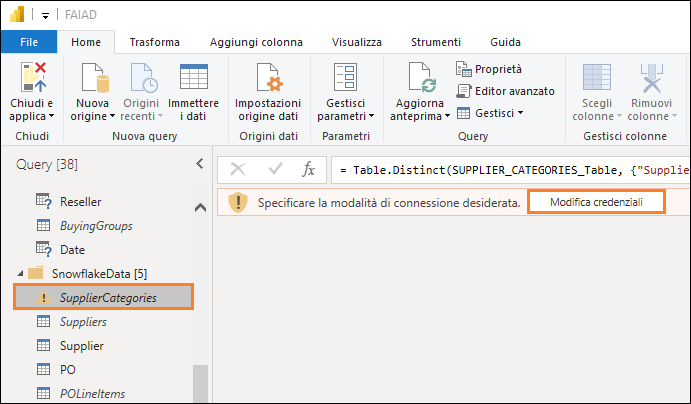 FAIAD
File Home Trasforma Aggiungi colonna Visualizza Strumenti Guida
Chiudi e applica
Nuova origine
Origini recenti
Immettere i dati
Impostazioni origine dati
Gestisci parametri
Aggiorna anteprima
Proprietà
Editor avanzato
Gestisci
Scegli colonne
Rimuovi colonne
Chiudi Nuova query Origini dati Parametri Query Gestisci colonne
Query [38]
= Table.Distinct(SUPPLIER_CATEGORIES_Table, {"Supplie
Specificare la modalità di connessione desiderata. Modifica credenziali
Reseller
BuyingGroups
Date
SnowflakeData [5]
SupplierCategories
Suppliers
Supplier
PO
POLineItems